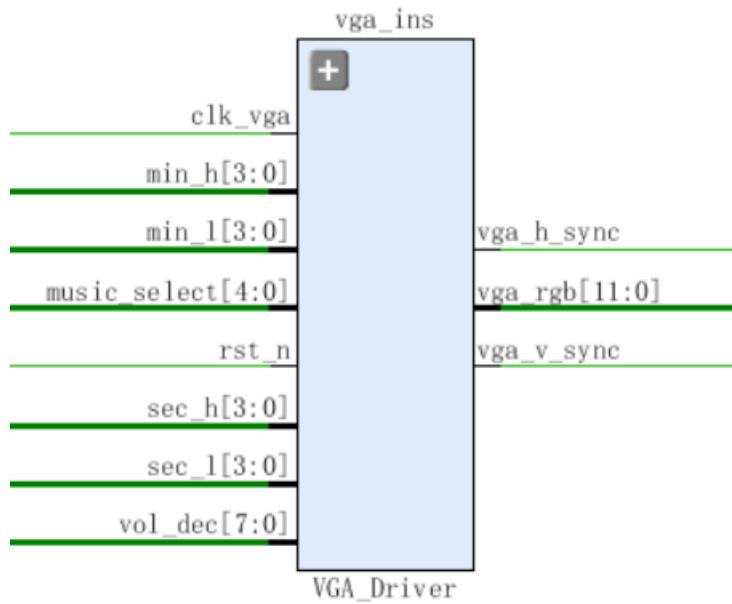 vga_ins
clk_vga
min_h[3:0]
min_l[3:0]
music_select[4:0]
rst_n
sec_h[3:0]
sec_l[3:0]
vol_dec[7:0]
vga_h_sync
vga_rgb[11:0]
vga_v_sync
VGA_Driver